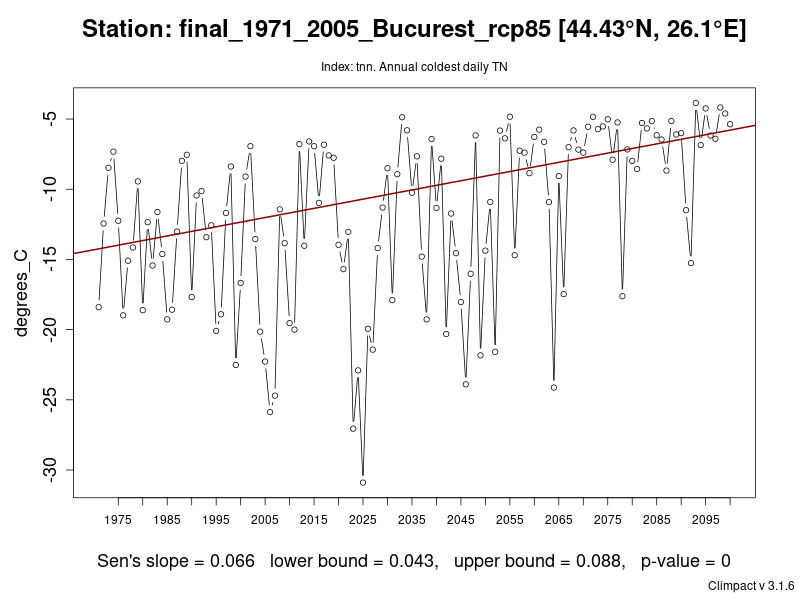 Station: final_1971_2005_Bucurest_rcp85 [44.43°N, 26.1°E]
Index: tnn. Annual coldest daily TN
degrees_C
-5
-10
-15
-20
-25
-30
1975 1985 1995 2005 2015 2025 2035 2045 2055 2065 2075 2085 2095
Sen's slope = 0.066 lower bound = 0.043, upper bound = 0.088, p-value = 0
Climpact v 3.1.6